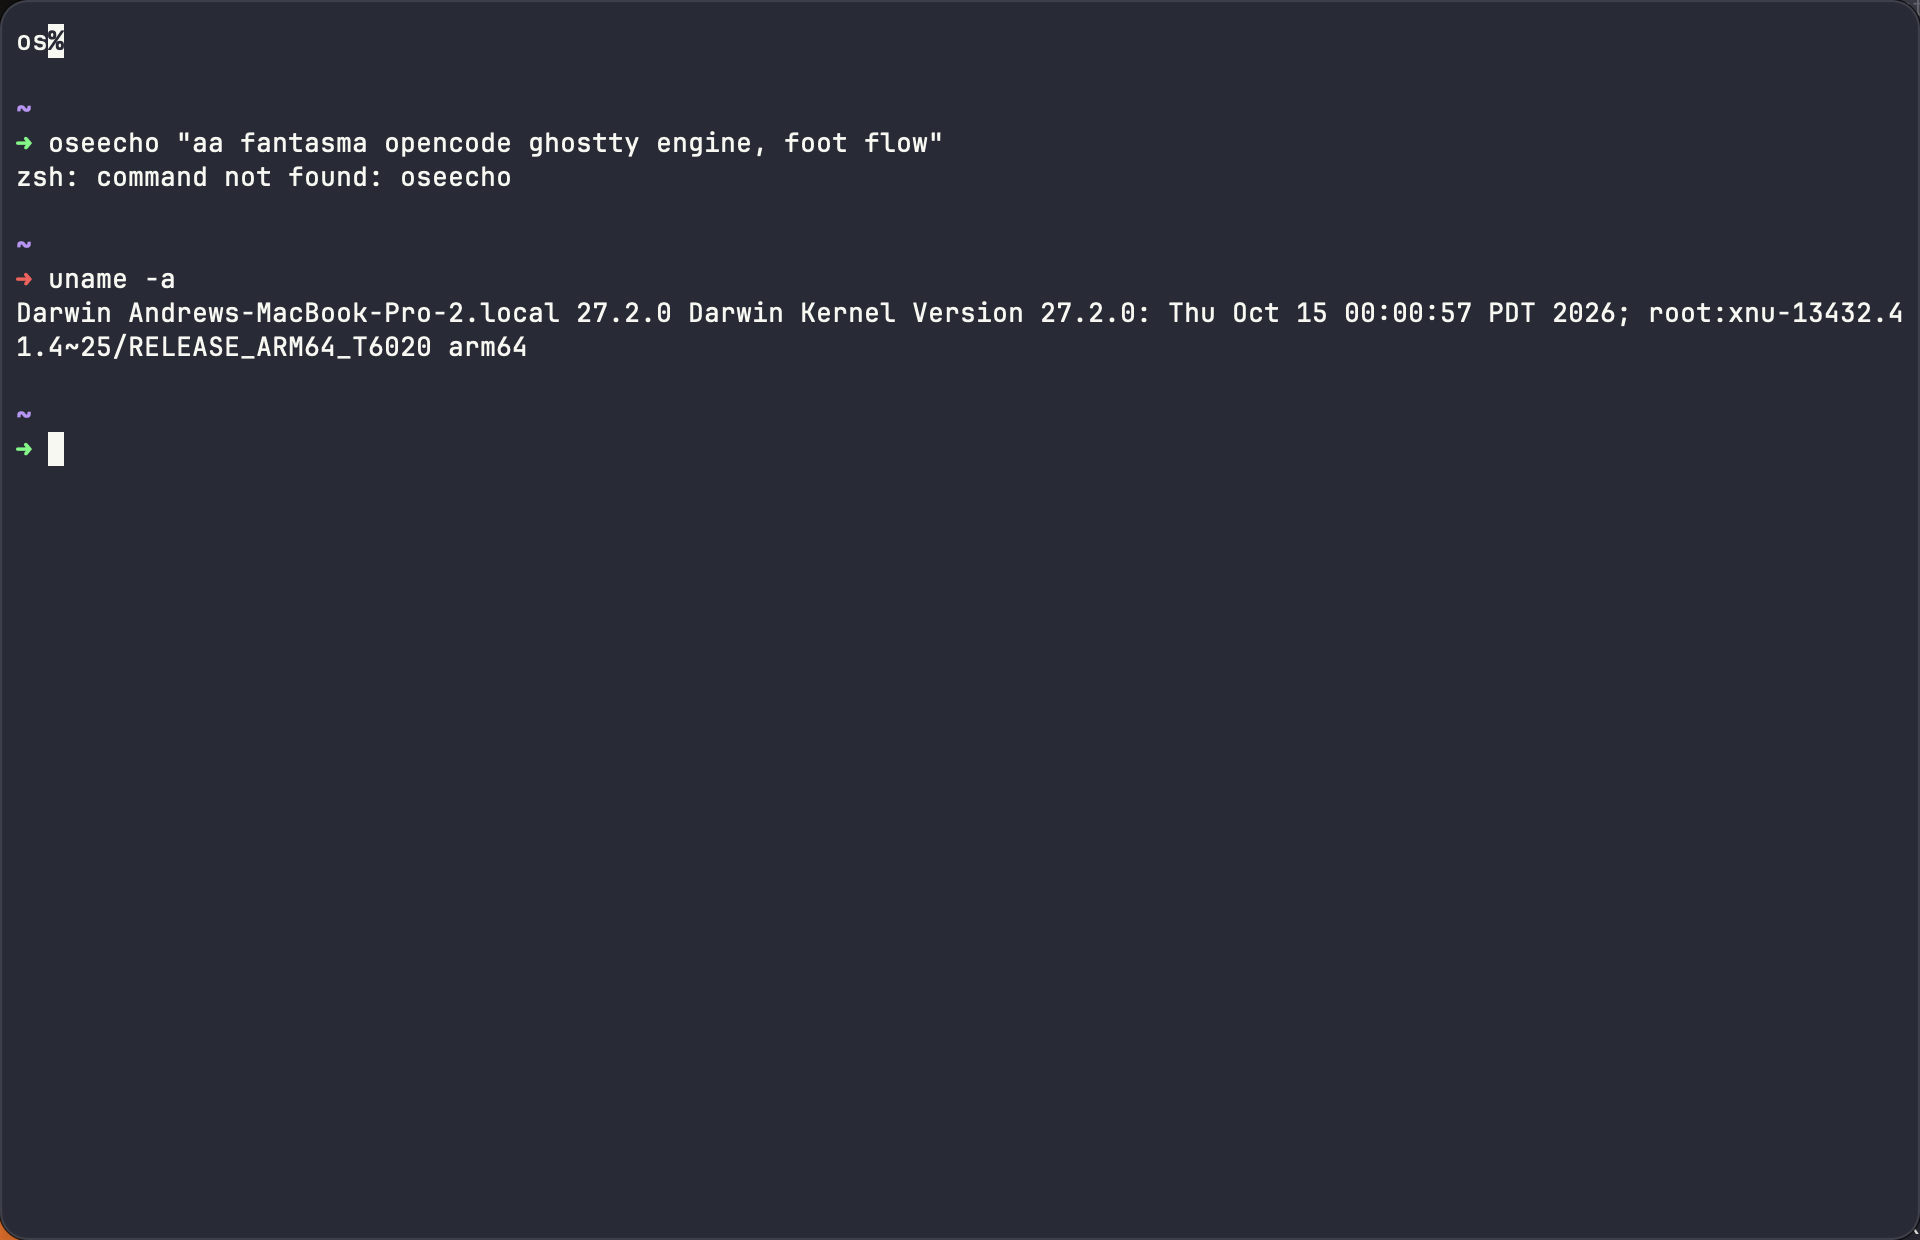 os%
~
➜ oseecho "aa fantasma opencode ghostty engine, foot flow"
zsh: command not found: oseecho
~
➜ uname -a
Darwin Andrews-MacBook-Pro-2.local 27.2.0 Darwin Kernel Version 27.2.0: Thu Oct 15 00:00:57 PDT 2026; root:xnu-13432.4
1.4~25/RELEASE_ARM64_T6020 arm64
~
➜